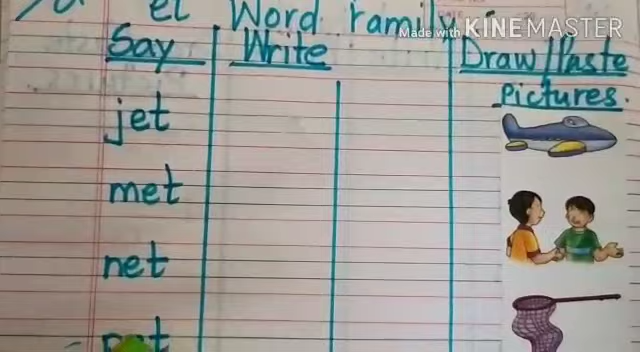 et Word Family -
Made with KINEMASTER
Say Write Draw/Paste
Pictures.
jet
met
net